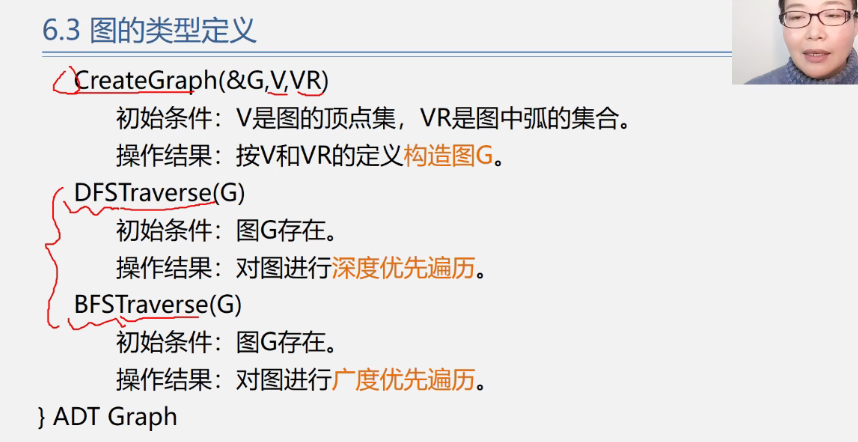 6.3 图的类型定义
CreateGraph(&G,V,VR)
初始条件：V是图的顶点集，VR是图中弧的集合。
操作结果：按V和VR的定义构造图G。
DFSTraverse(G)
初始条件：图G存在。
操作结果：对图进行深度优先遍历。
BFSTraverse(G)
初始条件：图G存在。
操作结果：对图进行广度优先遍历。
} ADT Graph